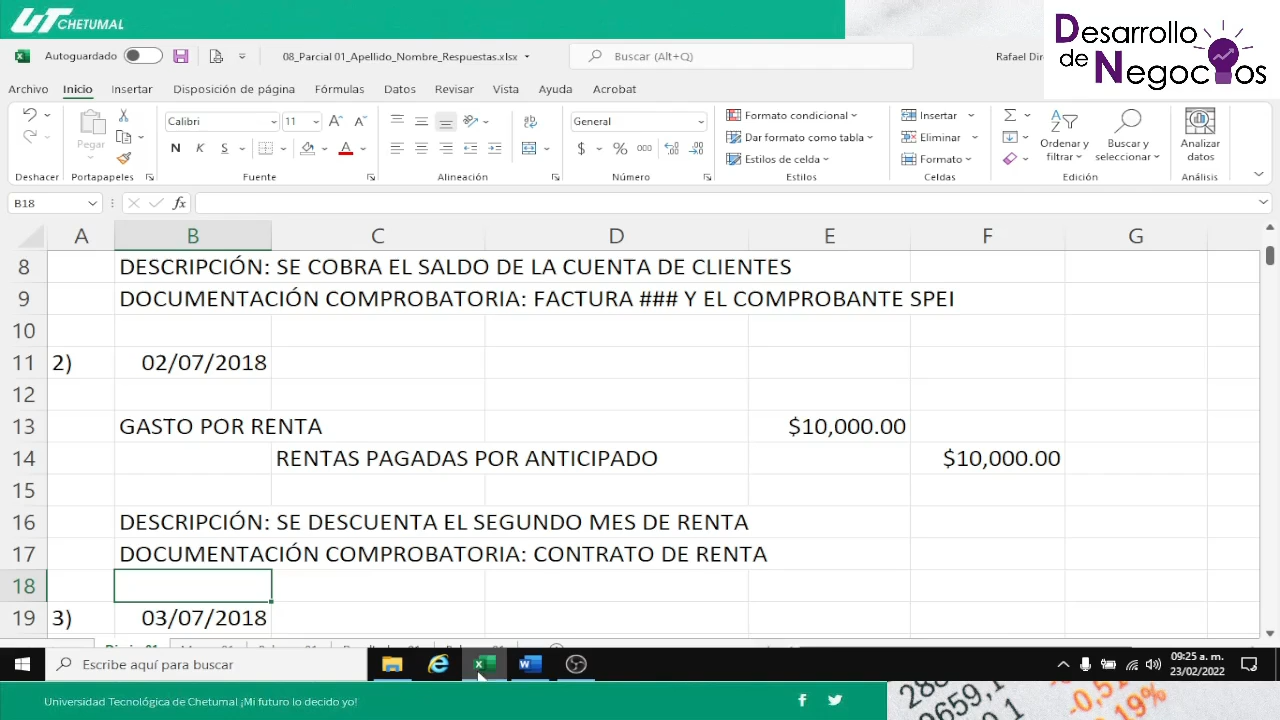 UT CHETUMAL
Desarrollo
de Negocios
Autoguardado
08_Parcial 01_Apellido_Nombre_Respuestas.xlsx
Buscar (Alt+Q)
Rafael Dir
Archivo Inicio Insertar Disposición de página Fórmulas Datos Revisar Vista Ayuda Acrobat
Pegar
Calibri 11
N K S
General
$ % 000
Formato condicional
Dar formato como tabla
Estilos de celda
Insertar
Eliminar
Formato
Ordenar y
filtrar
Buscar y
seleccionar
Analizar
datos
Deshacer Portapapeles Fuente Alineación Número Estilos Celdas Edición Análisis
B18 fx
A B C D E F G
8 DESCRIPCIÓN: SE COBRA EL SALDO DE LA CUENTA DE CLIENTES
9 DOCUMENTACIÓN COMPROBATORIA: FACTURA ### Y EL COMPROBANTE SPEI
10
11 2) 02/07/2018
12
13 GASTO POR RENTA $10,000.00
14 RENTAS PAGADAS POR ANTICIPADO $10,000.00
15
16 DESCRIPCIÓN: SE DESCUENTA EL SEGUNDO MES DE RENTA
17 DOCUMENTACIÓN COMPROBATORIA: CONTRATO DE RENTA
18
19 3) 03/07/2018
Escribe aquí para buscar
09:25 a. m.
23/02/2022
Universidad Tecnológica de Chetumal ¡Mi futuro lo decido yo!